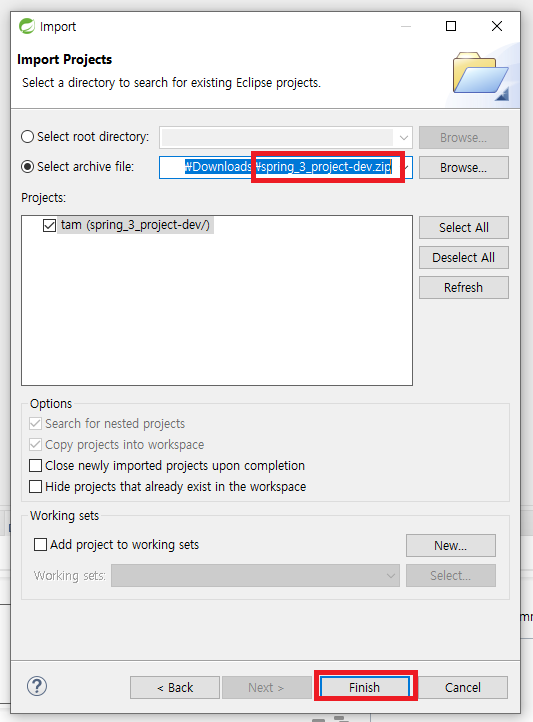 Import
Import Projects
Select a directory to search for existing Eclipse projects.
Select root directory:
Browse...
Select archive file:
₩Downloads₩spring_3_project-dev.zip
Browse...
Projects:
tam (spring_3_project-dev/)
Select All
Deselect All
Refresh
Options
Search for nested projects
Copy projects into workspace
Close newly imported projects upon completion
Hide projects that already exist in the workspace
Working sets
Add project to working sets
New...
Working sets:
Select...
?
< Back
Next >
Finish
Cancel